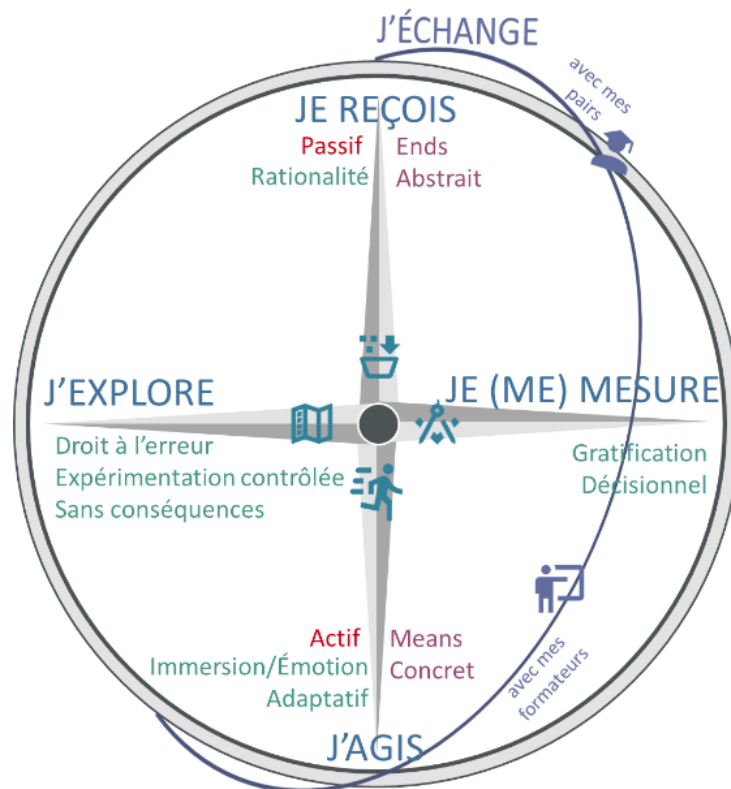 J'ÉCHANGE
avec mes
pairs
JE REÇOIS
Passif
Rationalité
Ends
Abstrait
J'EXPLORE
Droit à l'erreur
Expérimentation contrôlée
Sans conséquences
JE (ME) MESURE
Gratification
Décisionnel
Actif
Immersion/Émotion
Adaptatif
Means
Concret
avec mes
formateurs
J'AGIS